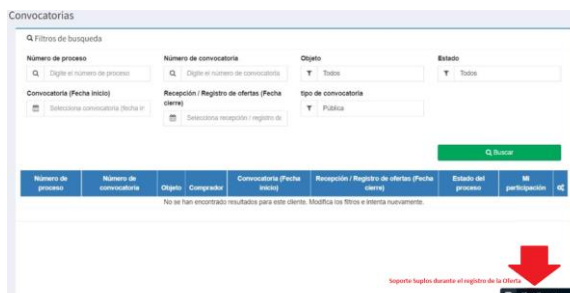 Convocatorias
Filtros de busqueda
Número de proceso Número de convocatoria Objeto Estado
Digite el número de proceso Digite el número de convocatoria Todos Todos
Convocatoria (Fecha inicio) Recepción / Registro de ofertas (Fecha cierre) tipo de convocatoria
Selecciona convocatoria (fecha in Selecciona recepción / registro de Pública
Buscar
Número de proceso Número de convocatoria Objeto Comprador Convocatoria (Fecha inicio) Recepción / Registro de ofertas (Fecha cierre) Estado del proceso Mi participación
No se han encontrado resultados para este cliente. Modifica los filtros e intenta nuevamente.
Soporte Suplos durante el registro de la Oferta